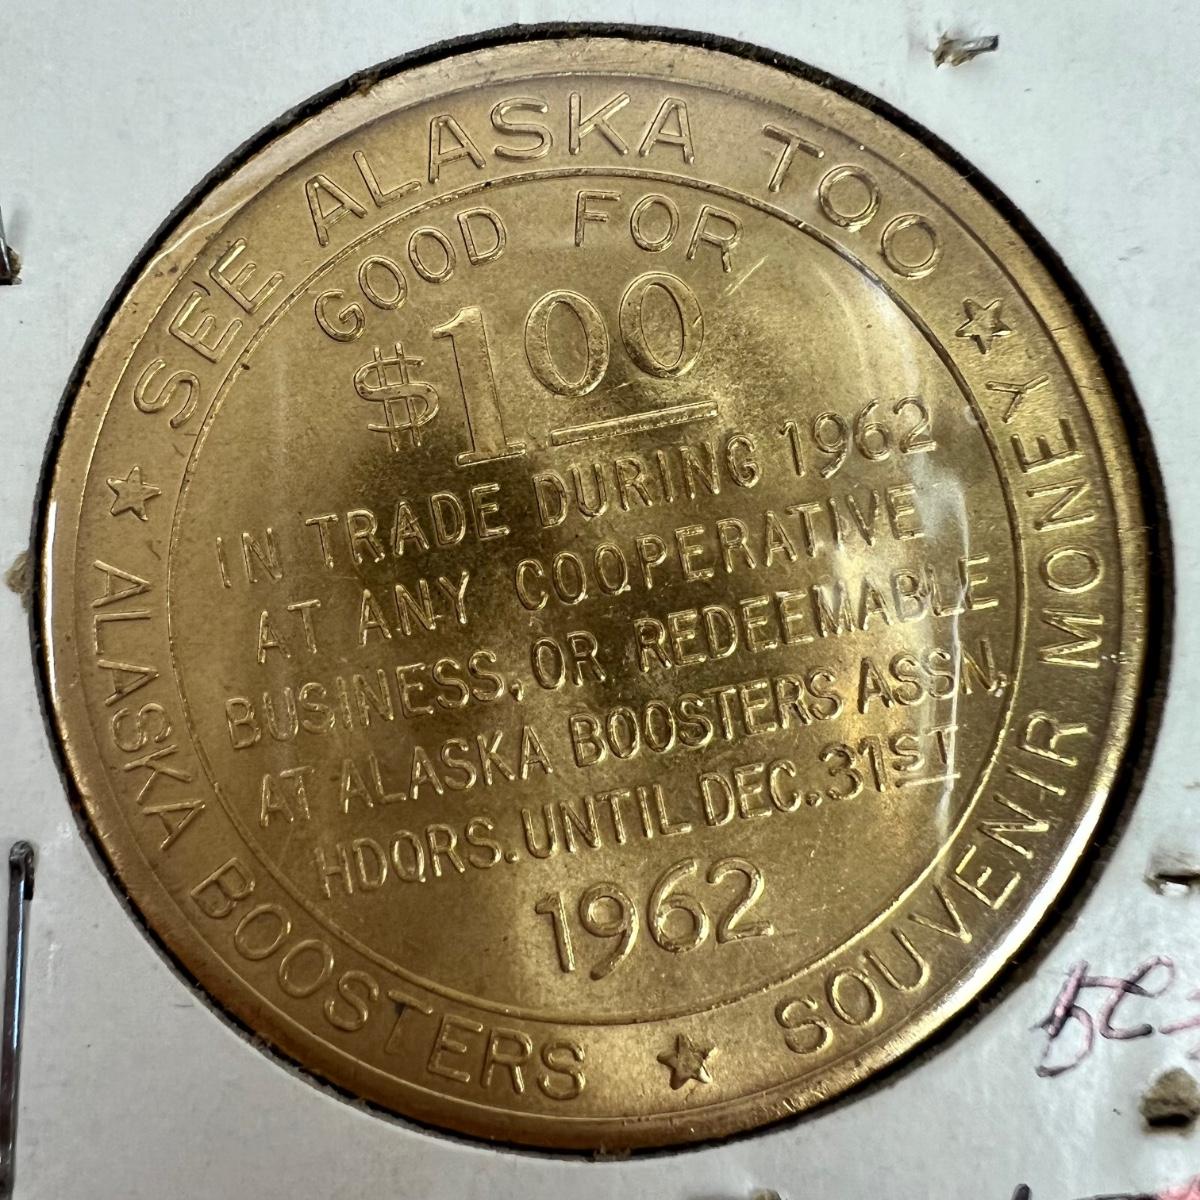 SEE ALASKA TOO
GOOD FOR
$1.00
IN TRADE DURING 1962
AT ANY COOPERATIVE
BUSINESS, OR REDEEMABLE
AT ALASKA BOOSTERS ASSN.
HDQRS. UNTIL DEC. 31ST
1962
ALASKA BOOSTERS
SOUVENIR MONEY